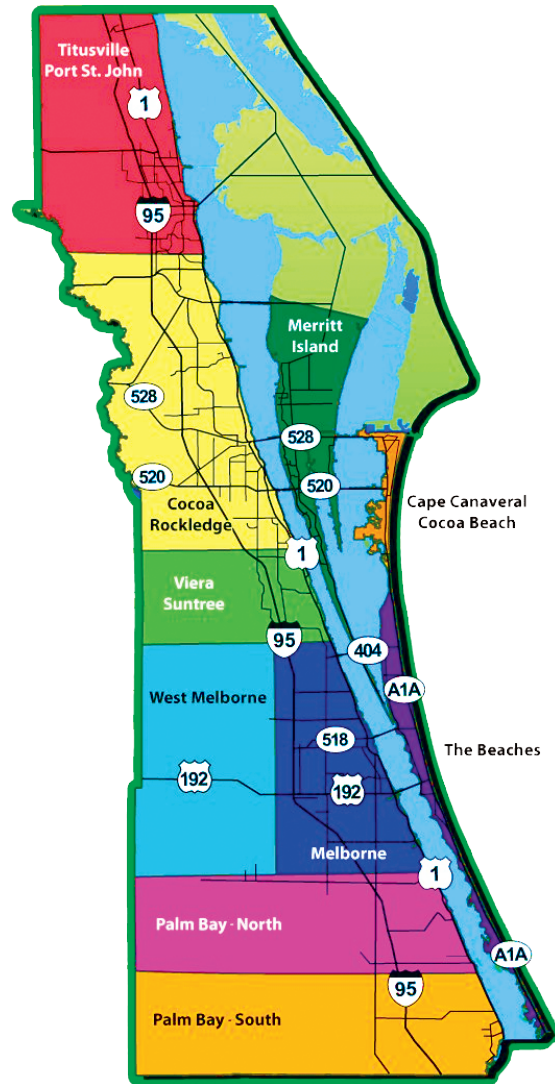 Titusville
Port St. John
1
95
Merritt
Island
528
528
520
520
Cocoa
Rockledge
Cape Canaveral
Cocoa Beach
1
Viera
Suntree
95
404
A1A
West Melborne
518
The Beaches
192
192
Melborne
1
Palm Bay - North
A1A
95
Palm Bay - South